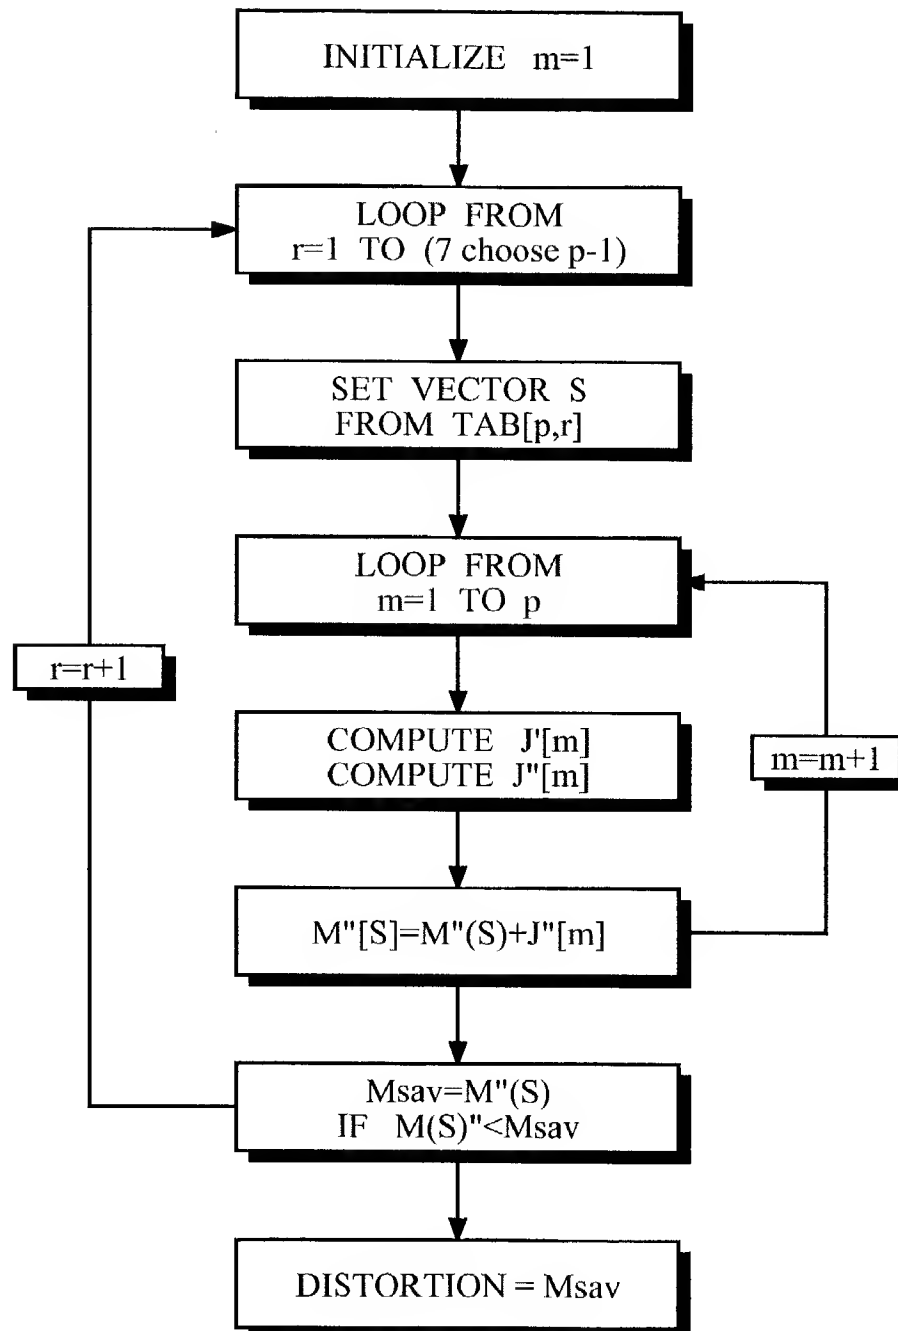 INITIALIZE m=1
LOOP FROM
r=1 TO (7 choose p-1)
SET VECTOR S
FROM TAB[p,r]
LOOP FROM
m=1 TO p
r=r+1
COMPUTE J'[m]
COMPUTE J"[m]
m=m+1
M"[S]=M"(S)+J"[m]
Msav=M"(S)
IF M(S)"<Msav
DISTORTION = Msav